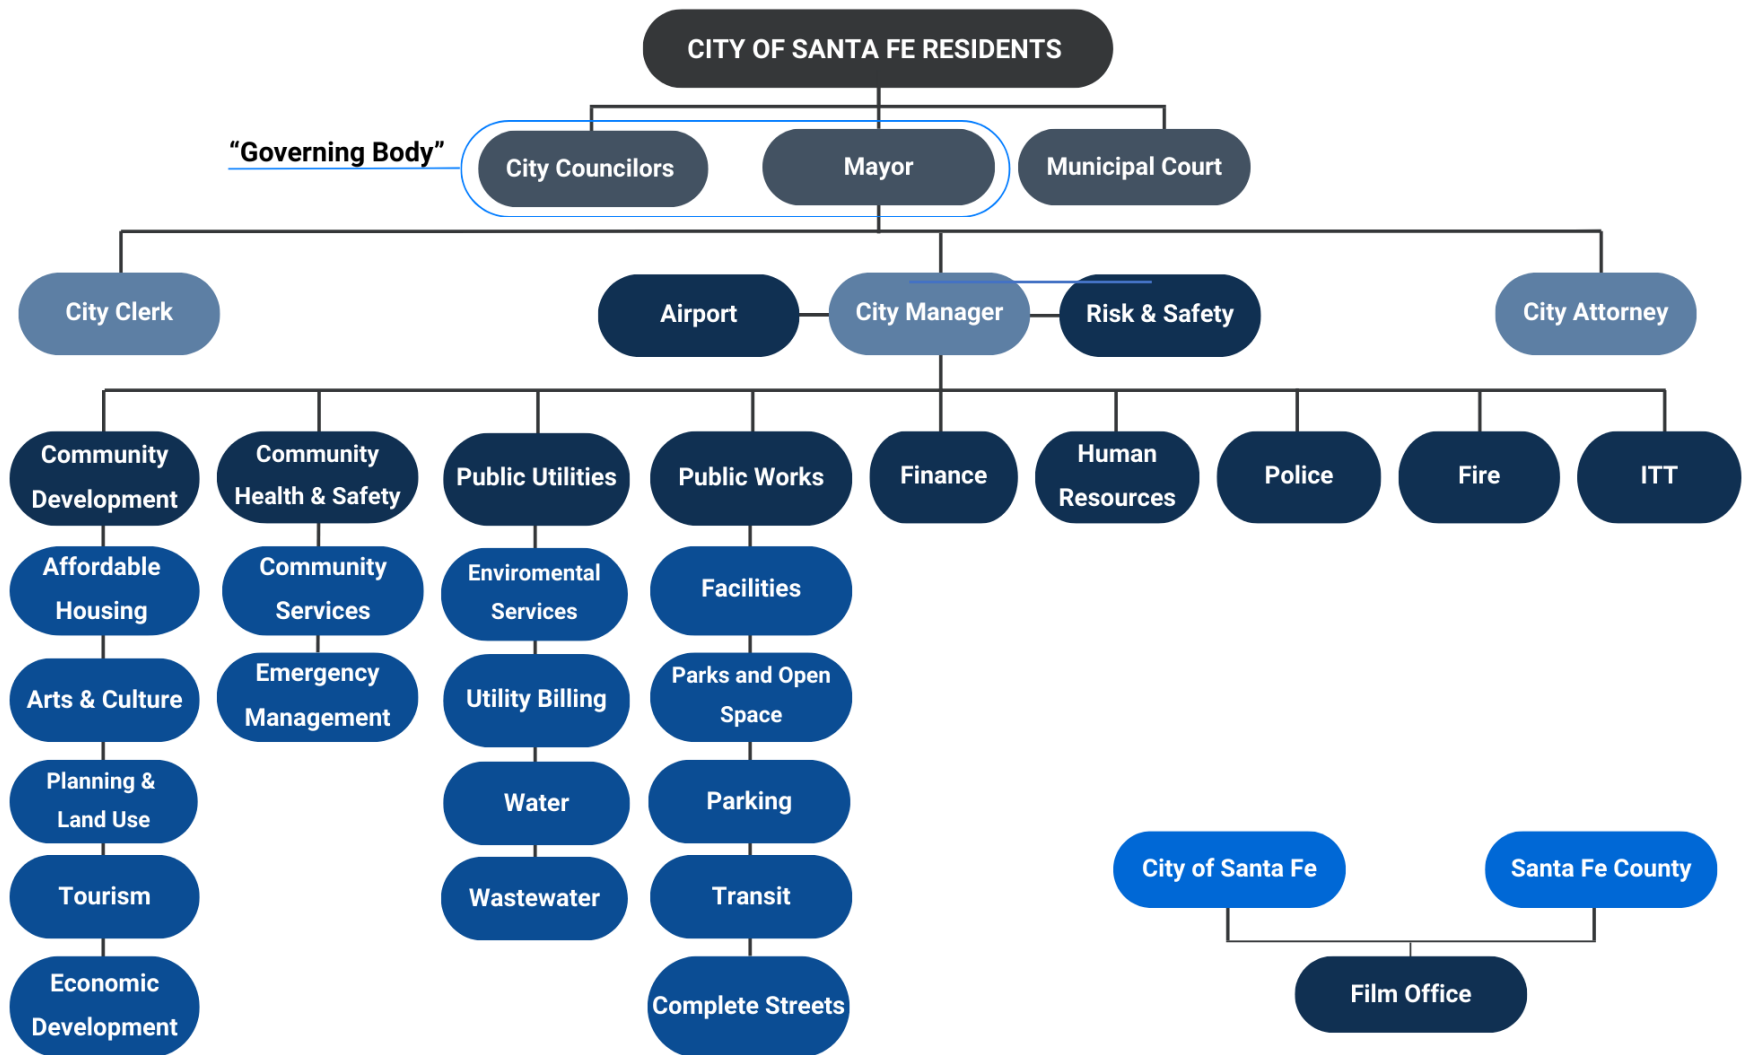 CITY OF SANTA FE RESIDENTS
“Governing Body”
City Councilors
Mayor
Municipal Court
City Clerk
Airport
City Manager
Risk & Safety
City Attorney
Community
Development
Community
Health & Safety
Public Utilities
Public Works
Finance
Human
Resources
Police
Fire
ITT
Affordable
Housing
Community
Services
Enviromental
Services
Facilities
Arts & Culture
Emergency
Management
Utility Billing
Parks and Open
Space
Planning &
Land Use
Water
Parking
Tourism
Wastewater
Transit
Economic
Development
Complete Streets
City of Santa Fe
Santa Fe County
Film Office